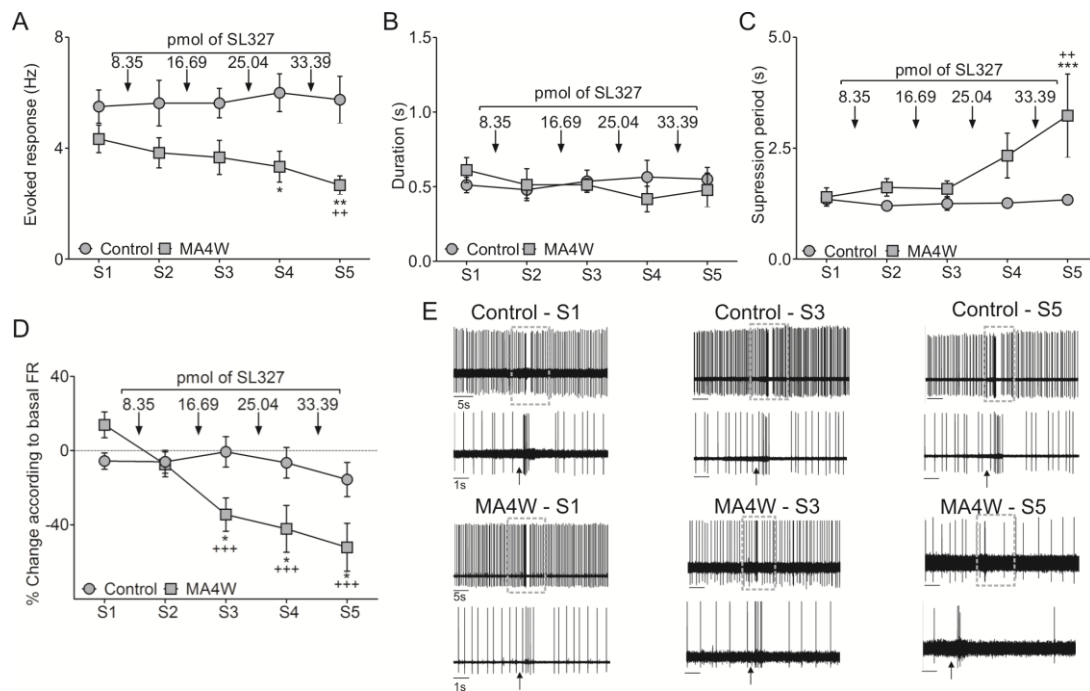 A
pmol of SL327
8.35 16.69 25.04 33.39
Evoked response (Hz)
8
4
0
*
**
++
Control MA4W
S1 S2 S3 S4 S5
B
pmol of SL327
8.35 16.69 25.04 33.39
Duration (s)
1.5
1.0
0.5
0.0
Control MA4W
S1 S2 S3 S4 S5
C
pmol of SL327
8.35 16.69 25.04 33.39
Supression period (s)
5.0
2.5
0.0
++
***
Control MA4W
S1 S2 S3 S4 S5
D
pmol of SL327
8.35 16.69 25.04 33.39
% Change according to basal FR
40
0
-40
*
+++
*
+++
*
+++
Control MA4W
S1 S2 S3 S4 S5
E
Control - S1
Control - S3
Control - S5
5s
1s
MA4W - S1
MA4W - S3
MA4W - S5
5s
1s